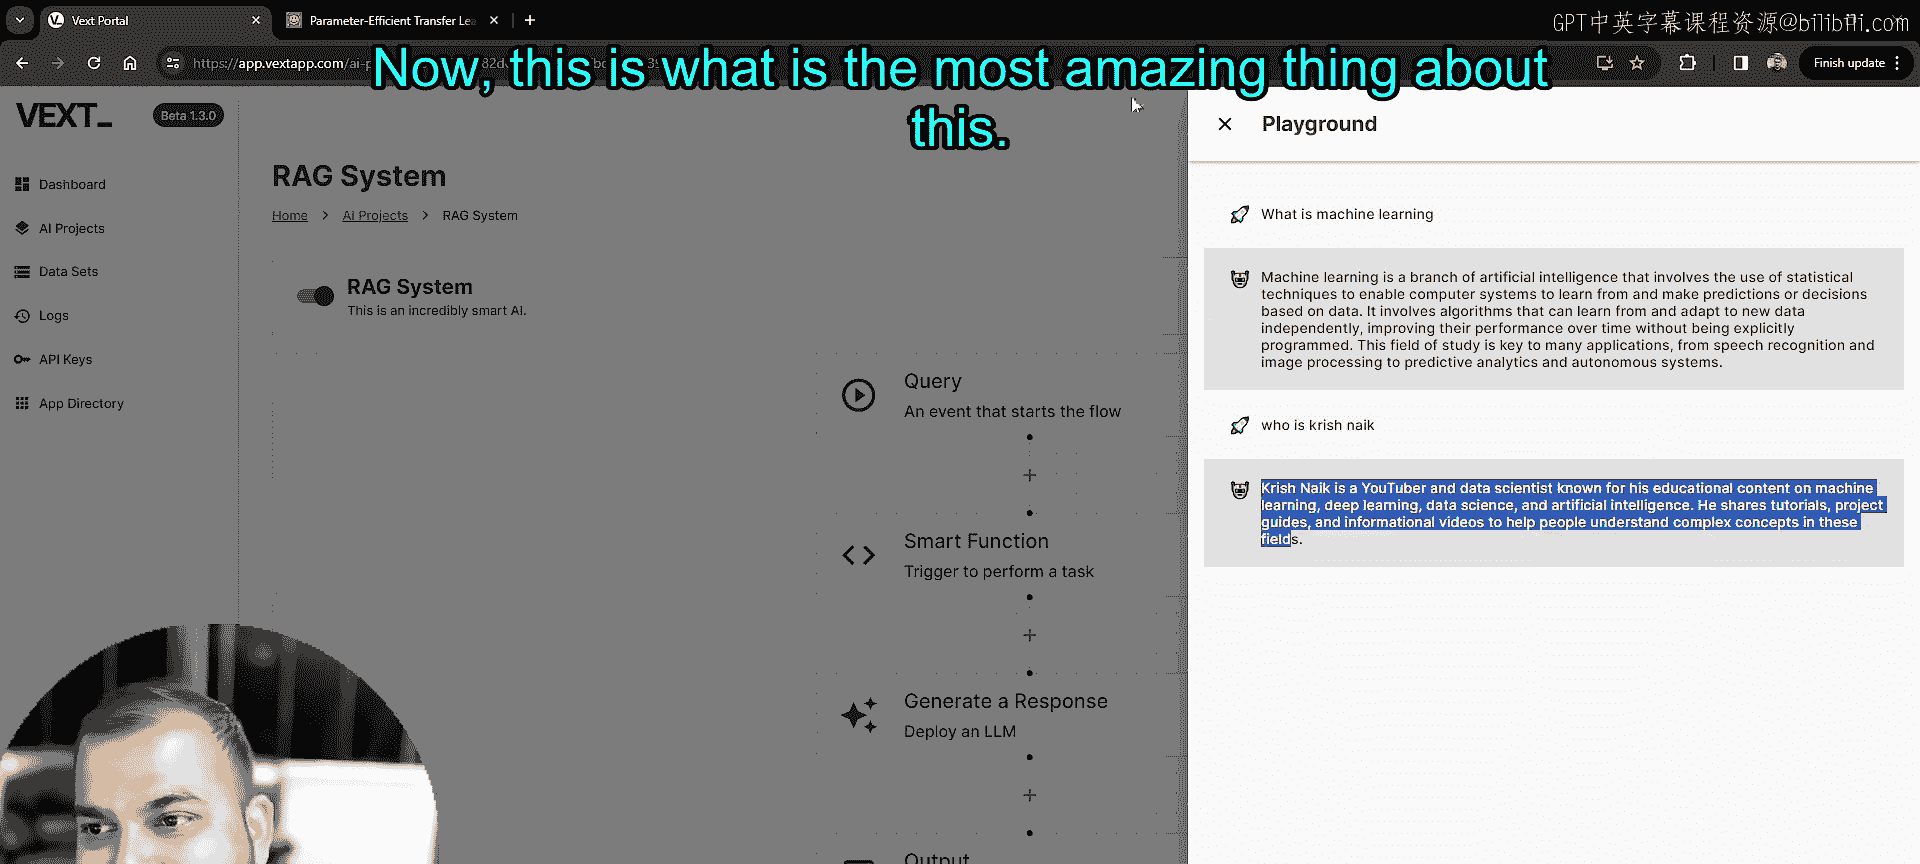 Vext Portal
Parameter-Efficient Transfer Lea
GPT中英字幕课程资源@bilibili.com
https://app.vextapp.com/ai-p
Finish update
Now, this is what is the most amazing thing about
this.
VEXT_
Beta 1.3.0
Dashboard
AI Projects
Data Sets
Logs
API Keys
App Directory
RAG System
Home > AI Projects > RAG System
RAG System
This is an incredibly smart AI.
Query
An event that starts the flow
Smart Function
Trigger to perform a task
Generate a Response
Deploy an LLM
Output
Playground
What is machine learning
Machine learning is a branch of artificial intelligence that involves the use of statistical
techniques to enable computer systems to learn from and make predictions or decisions
based on data. It involves algorithms that can learn from and adapt to new data
independently, improving their performance over time without being explicitly
programmed. This field of study is key to many applications, from speech recognition and
image processing to predictive analytics and autonomous systems.
who is krish naik
Krish Naik is a YouTuber and data scientist known for his educational content on machine
learning, deep learning, data science, and artificial intelligence. He shares tutorials, project
guides, and informational videos to help people understand complex concepts in these
fields.